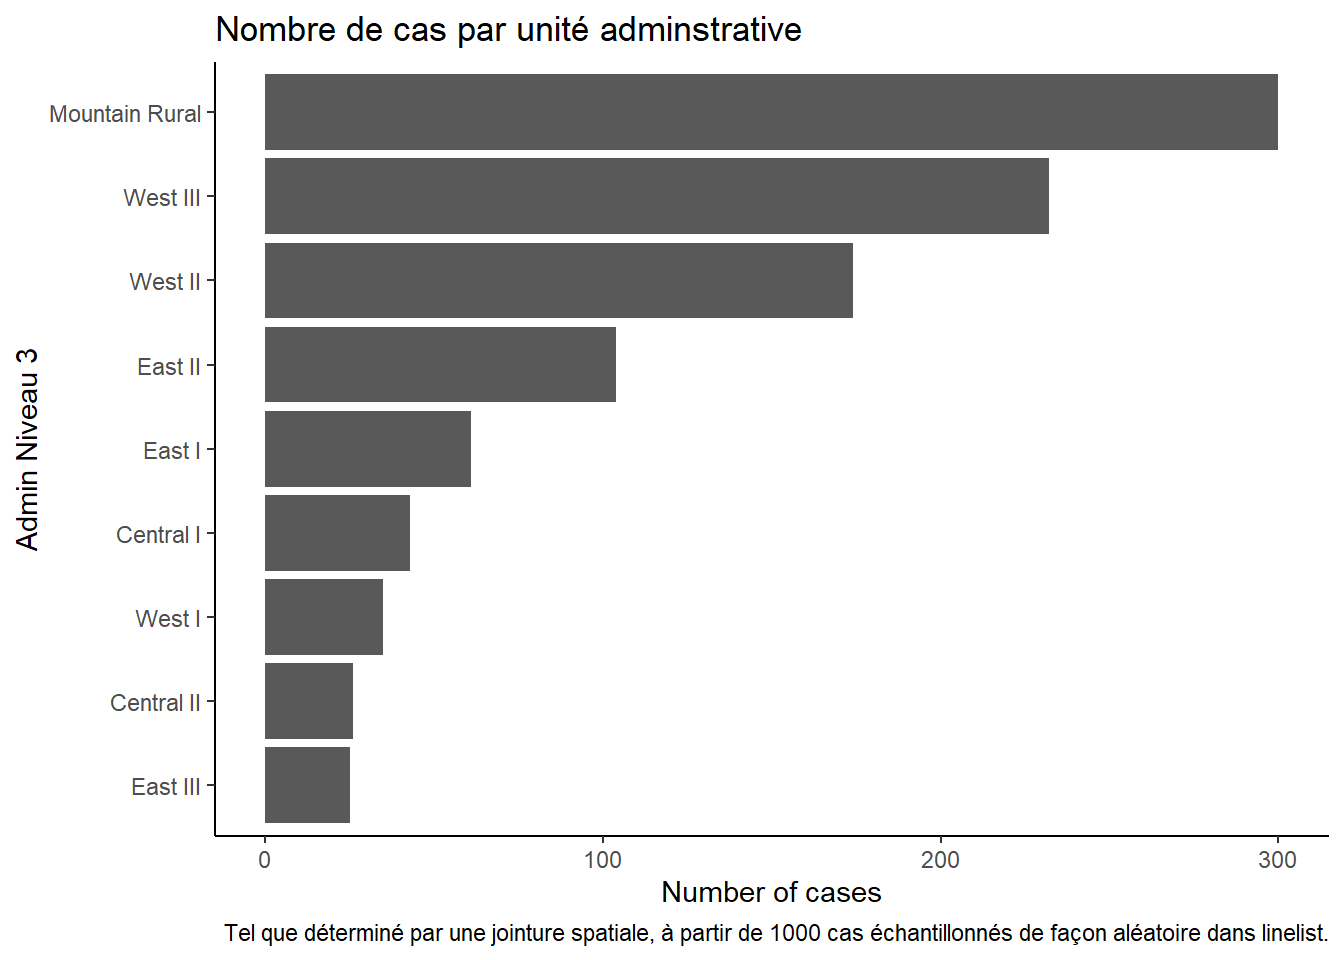 Nombre de cas par unité adminstrative
Admin Niveau 3
Mountain Rural
West III
West II
East II
East I
Central I
West I
Central II
East III
0 100 200 300
Number of cases
Tel que déterminé par une jointure spatiale, à partir de 1000 cas échantillonnés de façon aléatoire dans linelist.